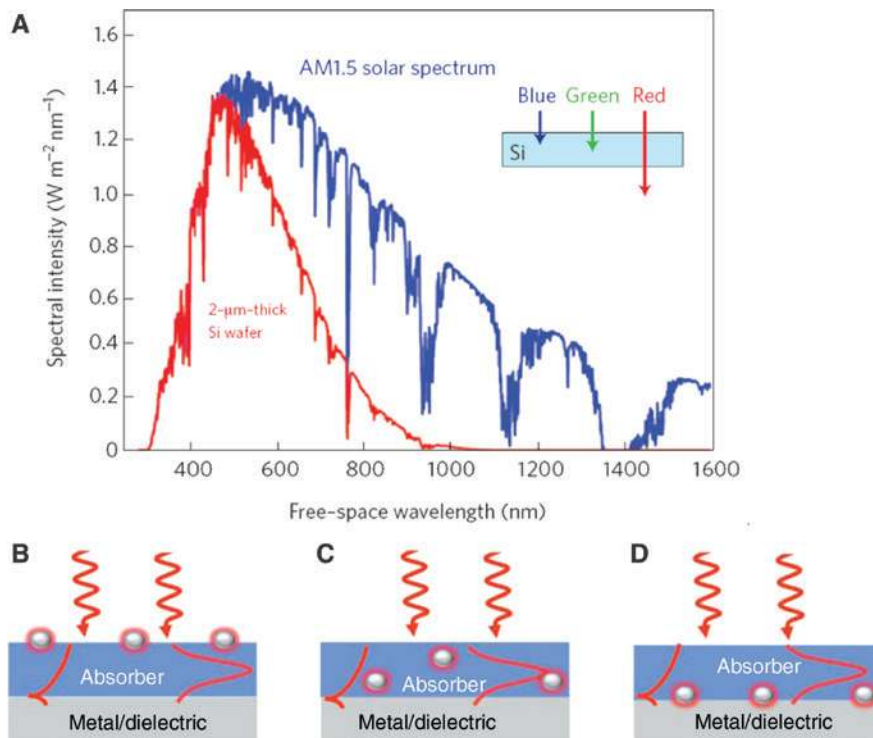 A
1.6
1.4
1.2
1.0
0.8
0.6
0.4
0.2
0
Spectral intensity (W m⁻² nm⁻¹)
AM1.5 solar spectrum
Blue Green Red
Si
2-μm-thick
Si wafer
400 600 800 1000 1200 1400 1600
Free-space wavelength (nm)
B
Absorber
Metal/dielectric
C
Absorber
Metal/dielectric
D
Absorber
Metal/dielectric